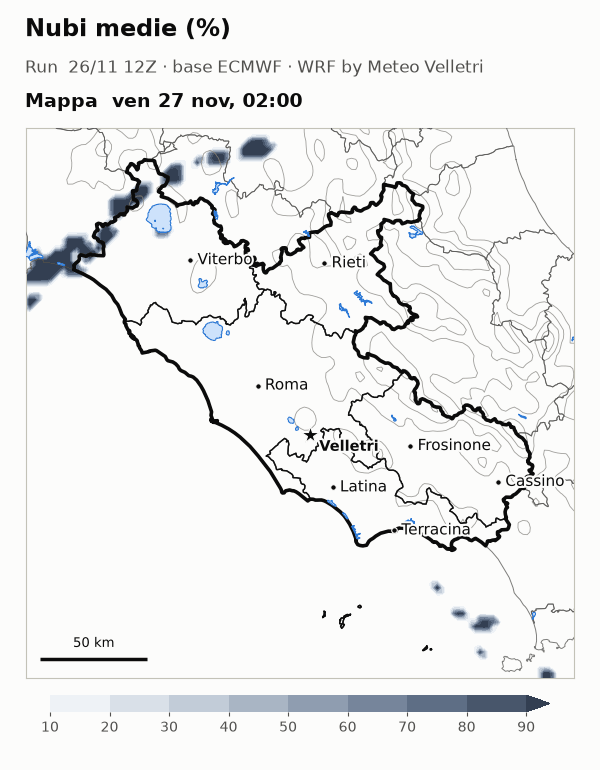 Nubi medie (%)
Run  26/11 12Z · base ECMWF · WRF by Meteo Velletri
Mappa  ven 27 nov, 02:00
Viterbo
Rieti
Roma
Velletri
Frosinone
Latina
Cassino
Terracina
50 km
10 20 30 40 50 60 70 80 90